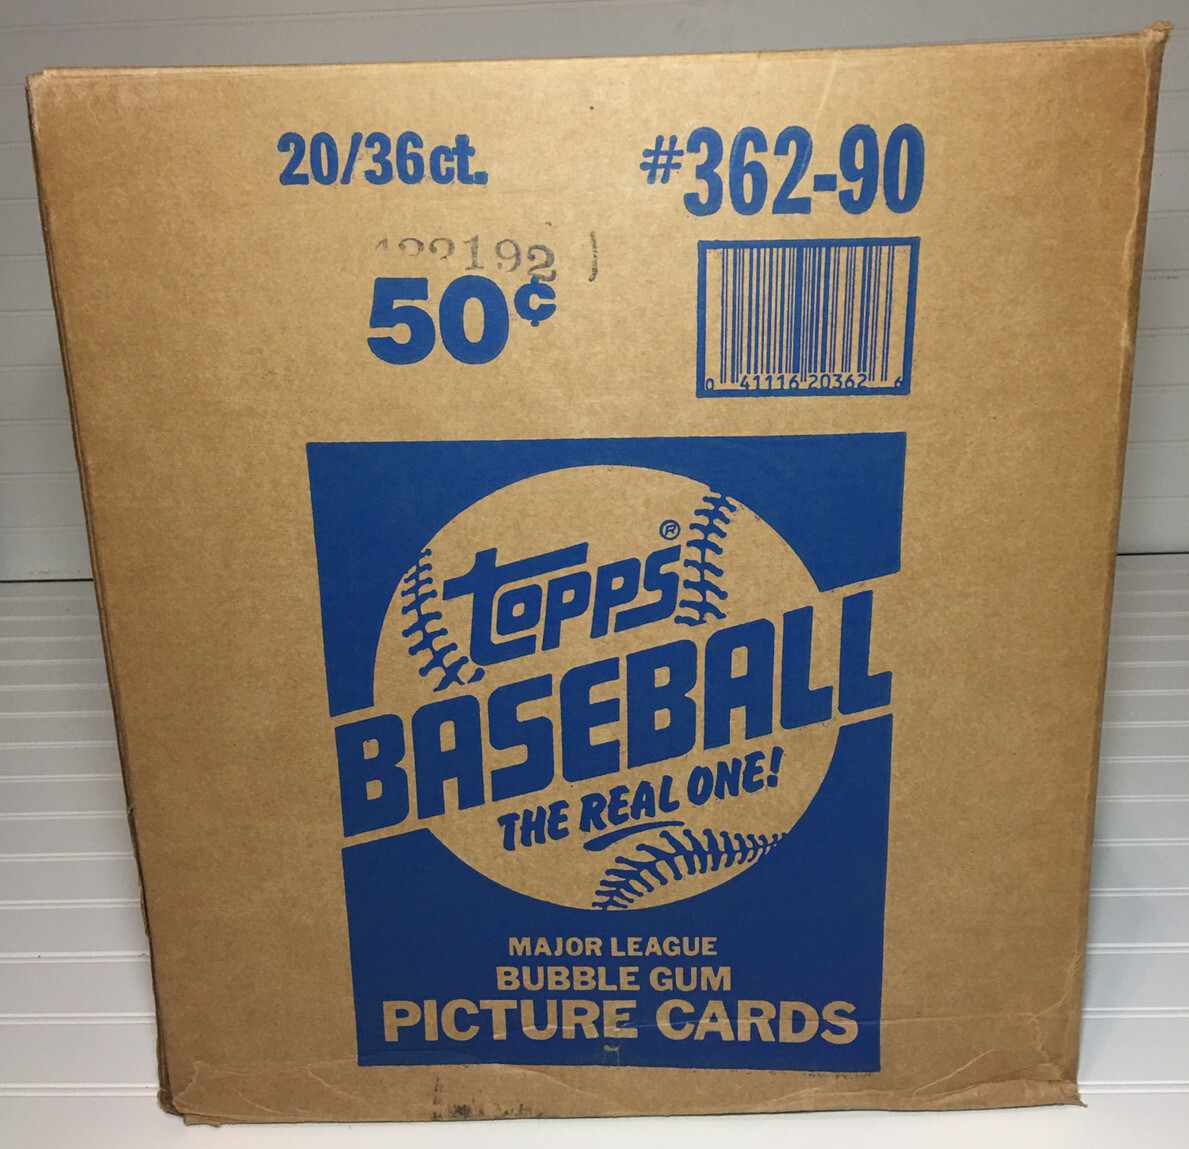 20/36ct.
#362-90
192
50¢
0 41116 20362 6
topps®
BASEBALL
THE REAL ONE!
MAJOR LEAGUE
BUBBLE GUM
PICTURE CARDS